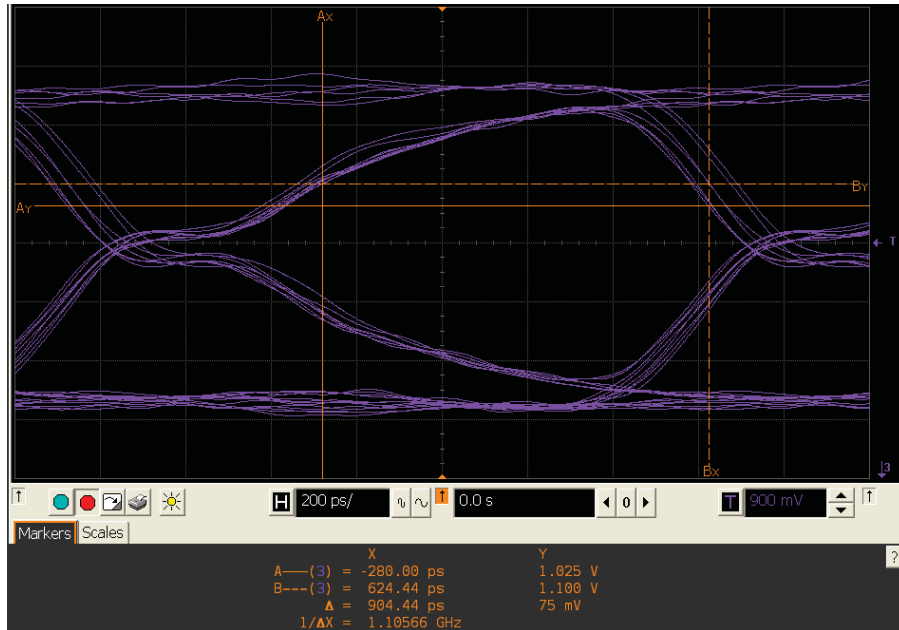 Ax
By
Ay
T
Bx
3
H 200 ps/ 0.0 s 0 T 900 mV
Markers Scales
?
X Y
A——(3) = -280.00 ps 1.025 V
B---(3) = 624.44 ps 1.100 V
Δ = 904.44 ps 75 mV
1/ΔX = 1.10566 GHz